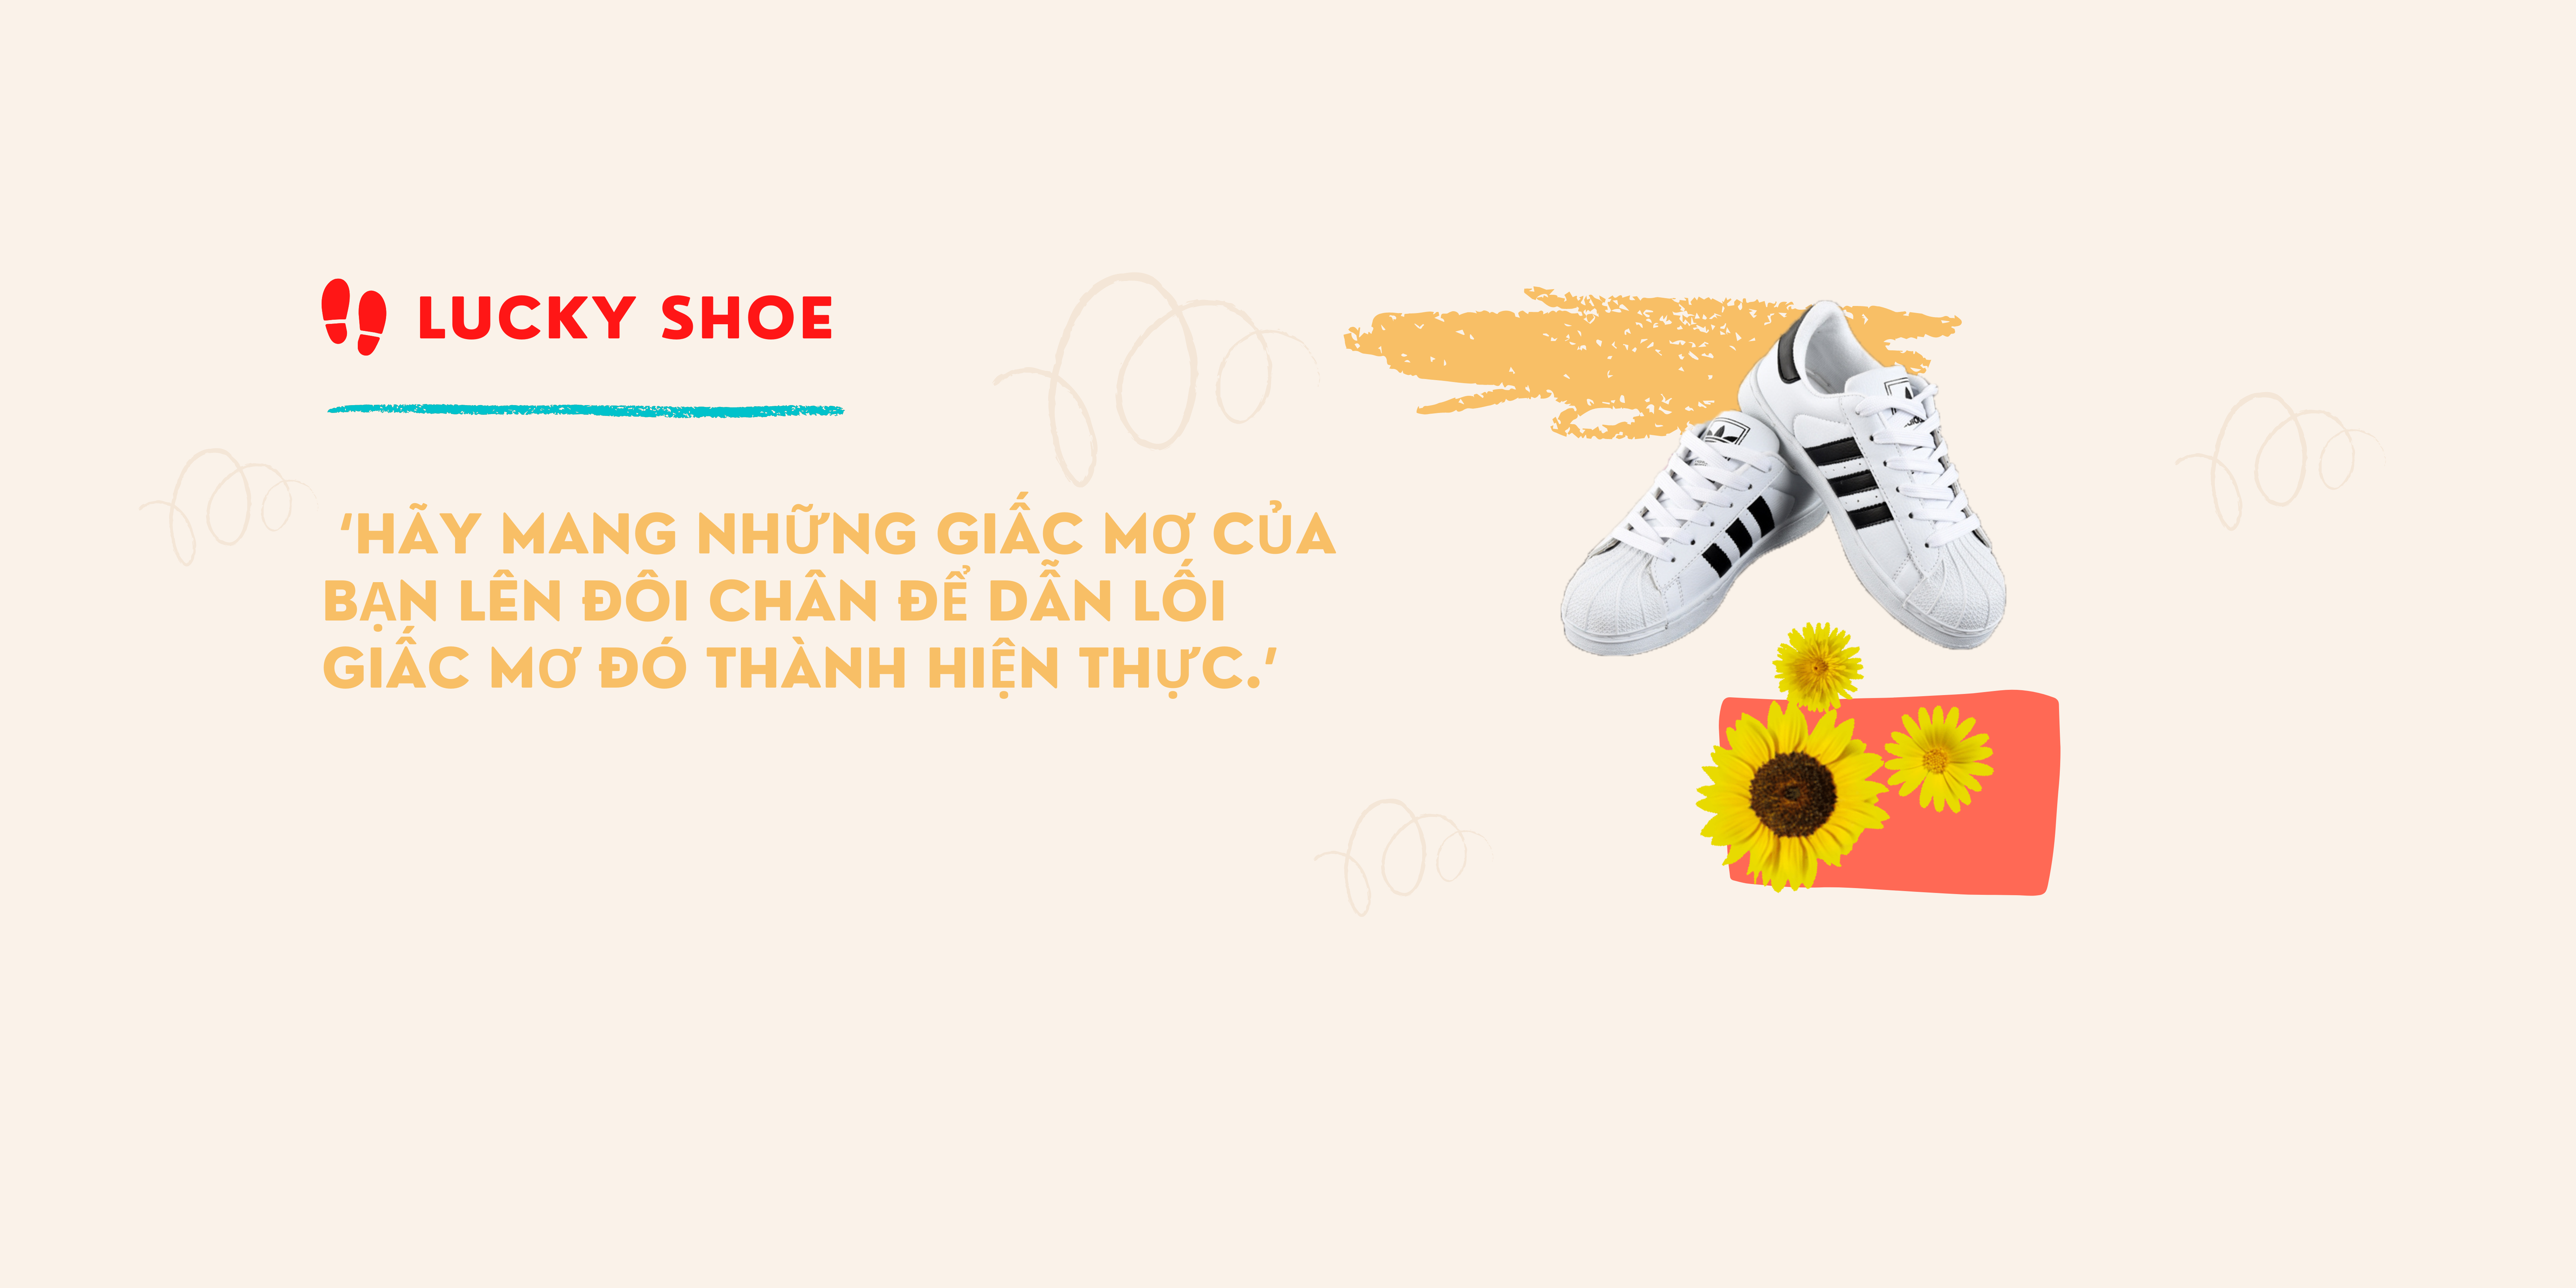 LUCKY SHOE
‘HÃY MANG NHỮNG GIẤC MƠ CỦA
BẠN LÊN ĐÔI CHÂN ĐỂ DẪN LỐI
GIẤC MƠ ĐÓ THÀNH HIỆN THỰC.’